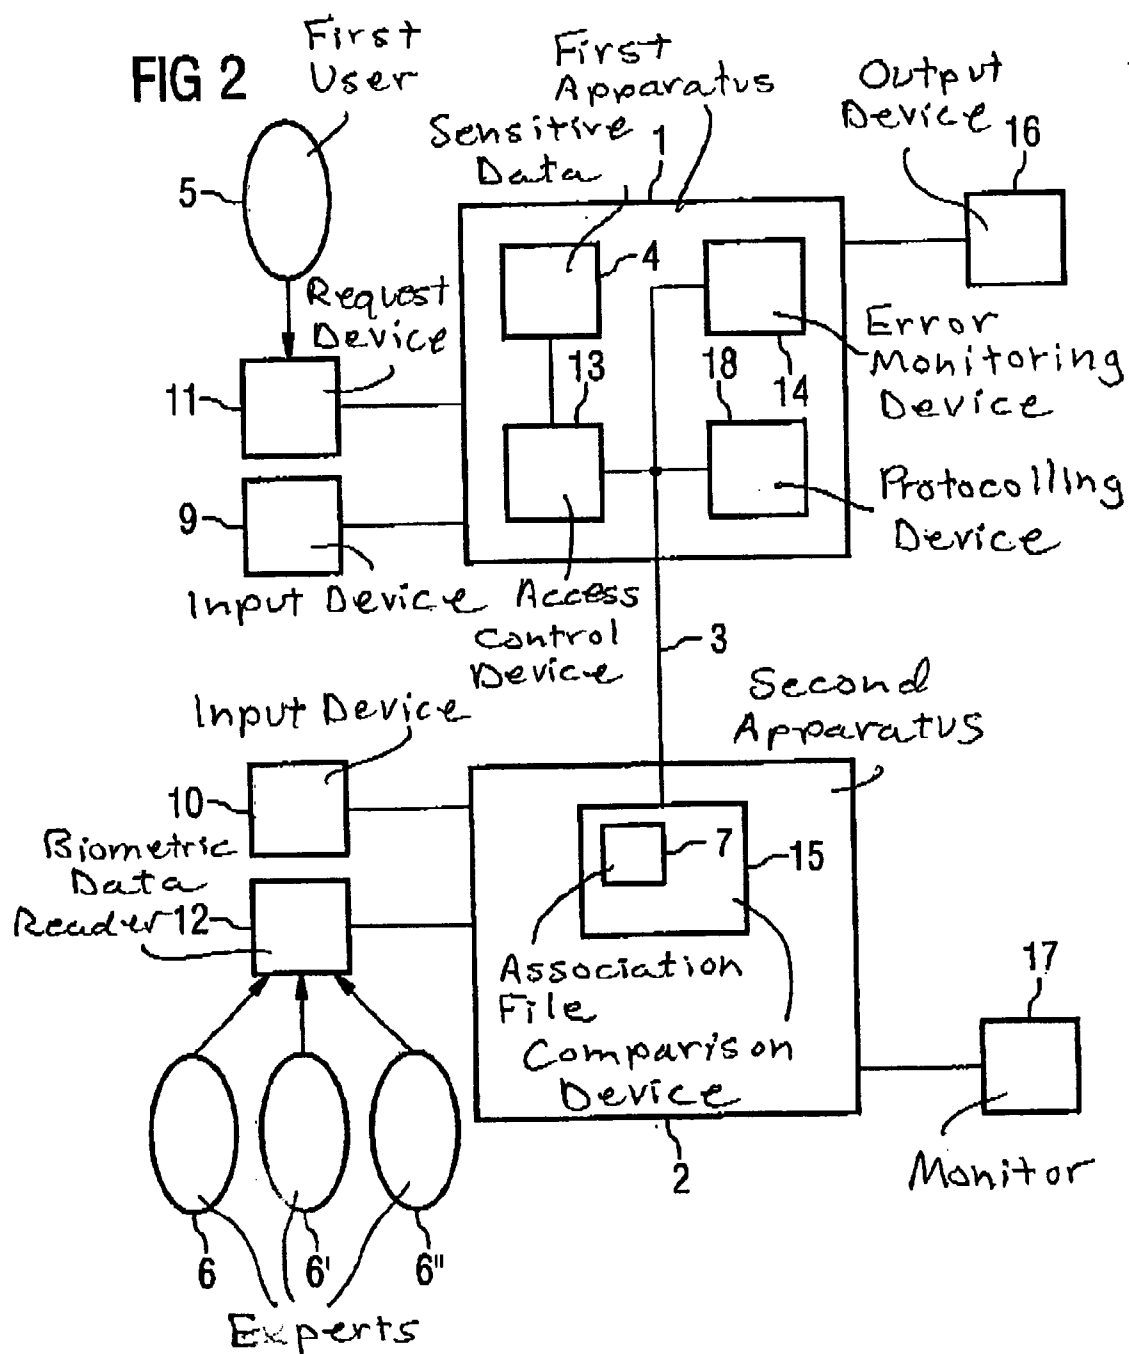 FIG 2
First
User
5
First
Apparatus
Sensitive
Data
1
Output
Device
16
4
Request
Device
11
13
18
14
Error
Monitoring
Device
9
Input Device
Access
Control
Device
Protocolling
Device
3
Input Device
10
Second
Apparatus
Biometric
Data
Reader
12
7
15
Association
File
Comparison
Device
2
17
Monitor
6
6'
6"
Experts